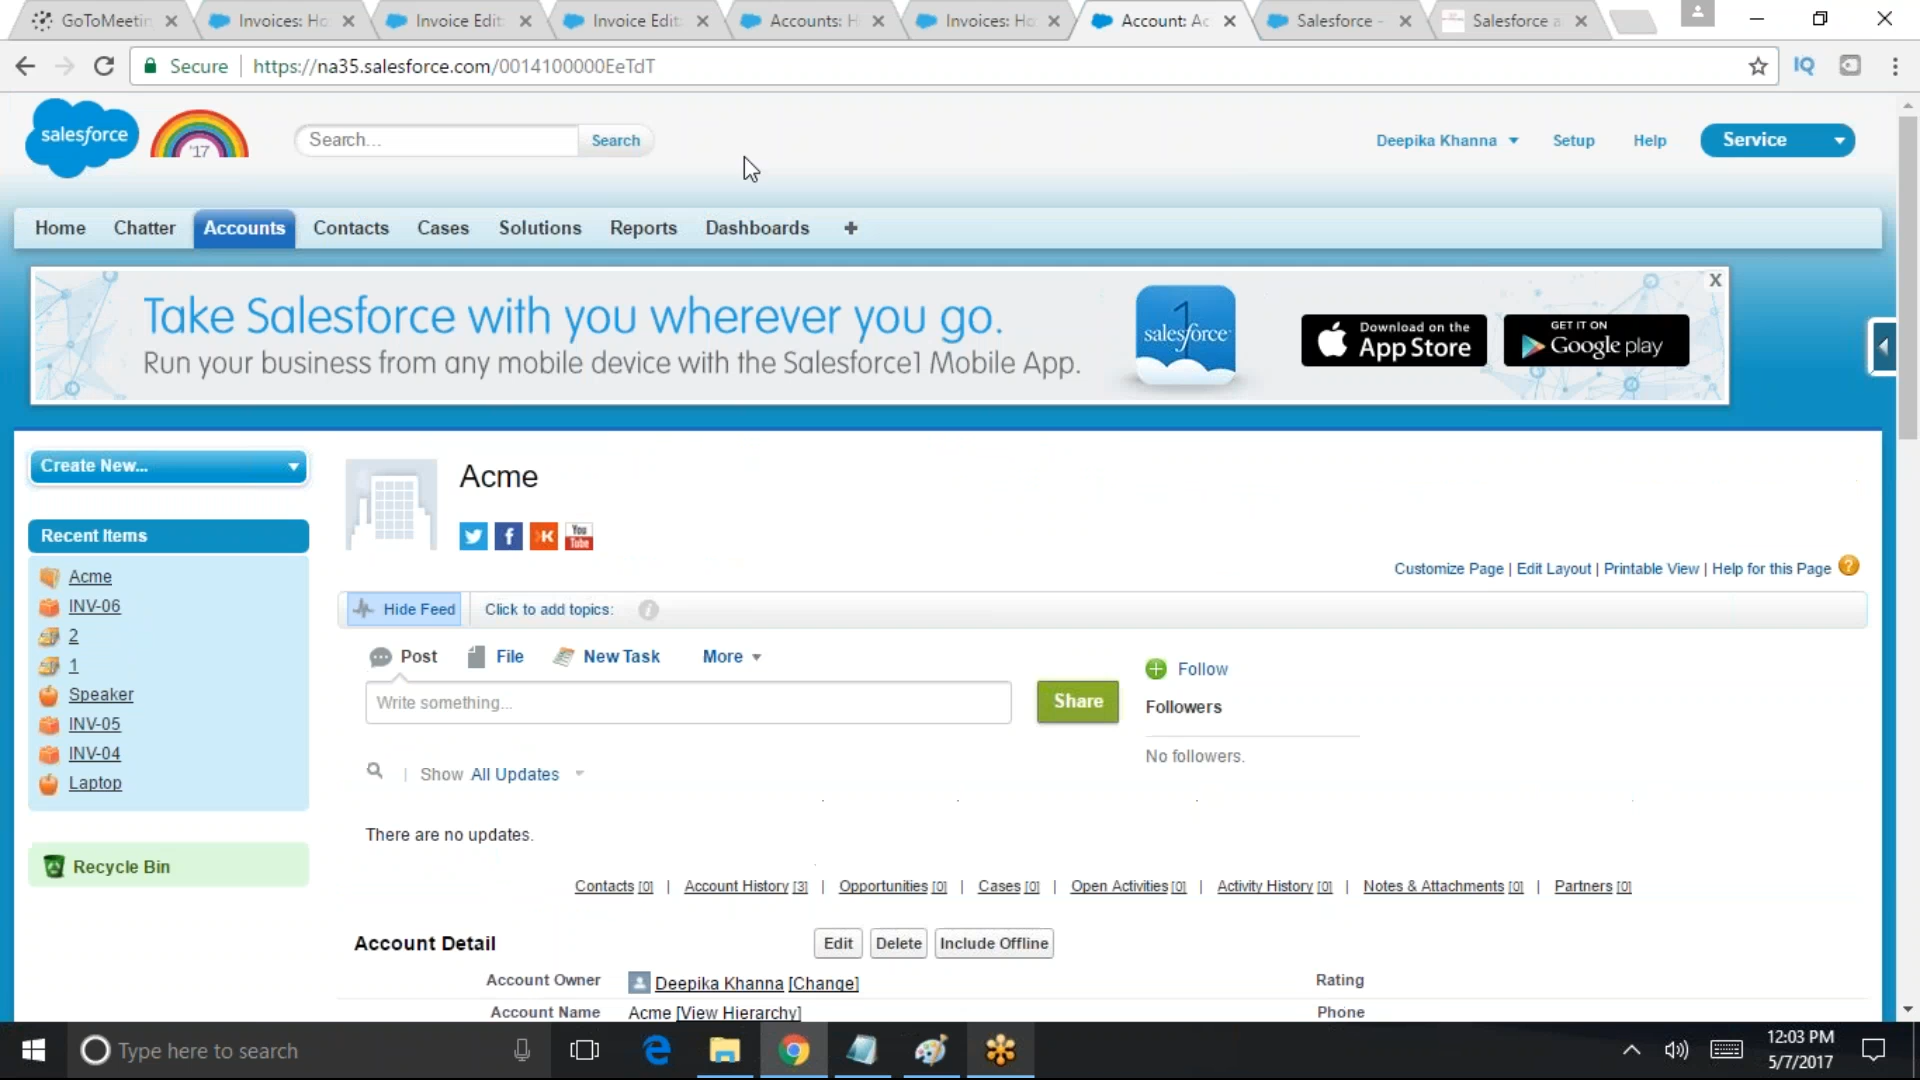 GoToMeetin
Invoices: Ho
Invoice Edit
Invoice Edit
Accounts: H
Invoices: Ho
Account: Ac
Salesforce -
Salesforce a
Secure
https://na35.salesforce.com/0014100000EeTdT
IQ
salesforce
'17
Search...
Search
Deepika Khanna
Setup
Help
Service
Home
Chatter
Accounts
Contacts
Cases
Solutions
Reports
Dashboards
Take Salesforce with you wherever you go.
Run your business from any mobile device with the Salesforce1 Mobile App.
1
salesforce
Download on the
App Store
GET IT ON
Google play
X
Create New...
Recent Items
Acme
INV-06
2
1
Speaker
INV-05
INV-04
Laptop
Recycle Bin
Acme
You
Tube
Customize Page | Edit Layout | Printable View | Help for this Page
Hide Feed
Click to add topics:
Post
File
New Task
More
Write something...
Share
Follow
Followers
No followers.
Show All Updates
There are no updates.
Contacts [0] | Account History [3] | Opportunities [0] | Cases [0] | Open Activities [0] | Activity History [0] | Notes & Attachments [0] | Partners [0]
Account Detail
Edit
Delete
Include Offline
Account Owner
Deepika Khanna [Change]
Rating
Account Name
Acme [View Hierarchy]
Phone
Type here to search
12:03 PM
5/7/2017